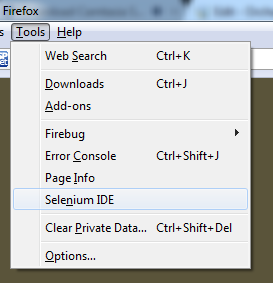 Firefox
Tools Help
Web Search Ctrl+K
Downloads Ctrl+J
Add-ons
Firebug
Error Console Ctrl+Shift+J
Page Info
Selenium IDE
Clear Private Data... Ctrl+Shift+Del
Options...